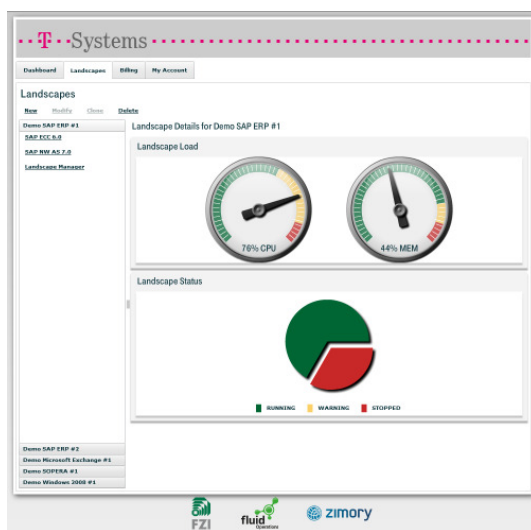 T Systems
Dashboard Landscapes Billing My Account
Landscapes
New Modify Clone Delete
Demo SAP ERP #1
SAP ECC 6.0
SAP NW AS 7.0
Landscape Manager
Landscape Details for Demo SAP ERP #1
Landscape Load
76% CPU 44% MEM
Landscape Status
RUNNING WARNING STOPPED
Demo SAP ERP #2
Demo Microsoft Exchange #1
Demo SOPERA #1
Demo Windows 2008 #1
FZI fluid Operations zimory